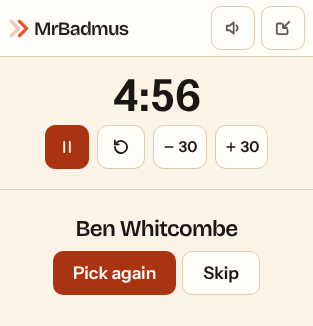 MrBadmus
4:56
− 30
+ 30
Ben Whitcombe
Pick again
Skip